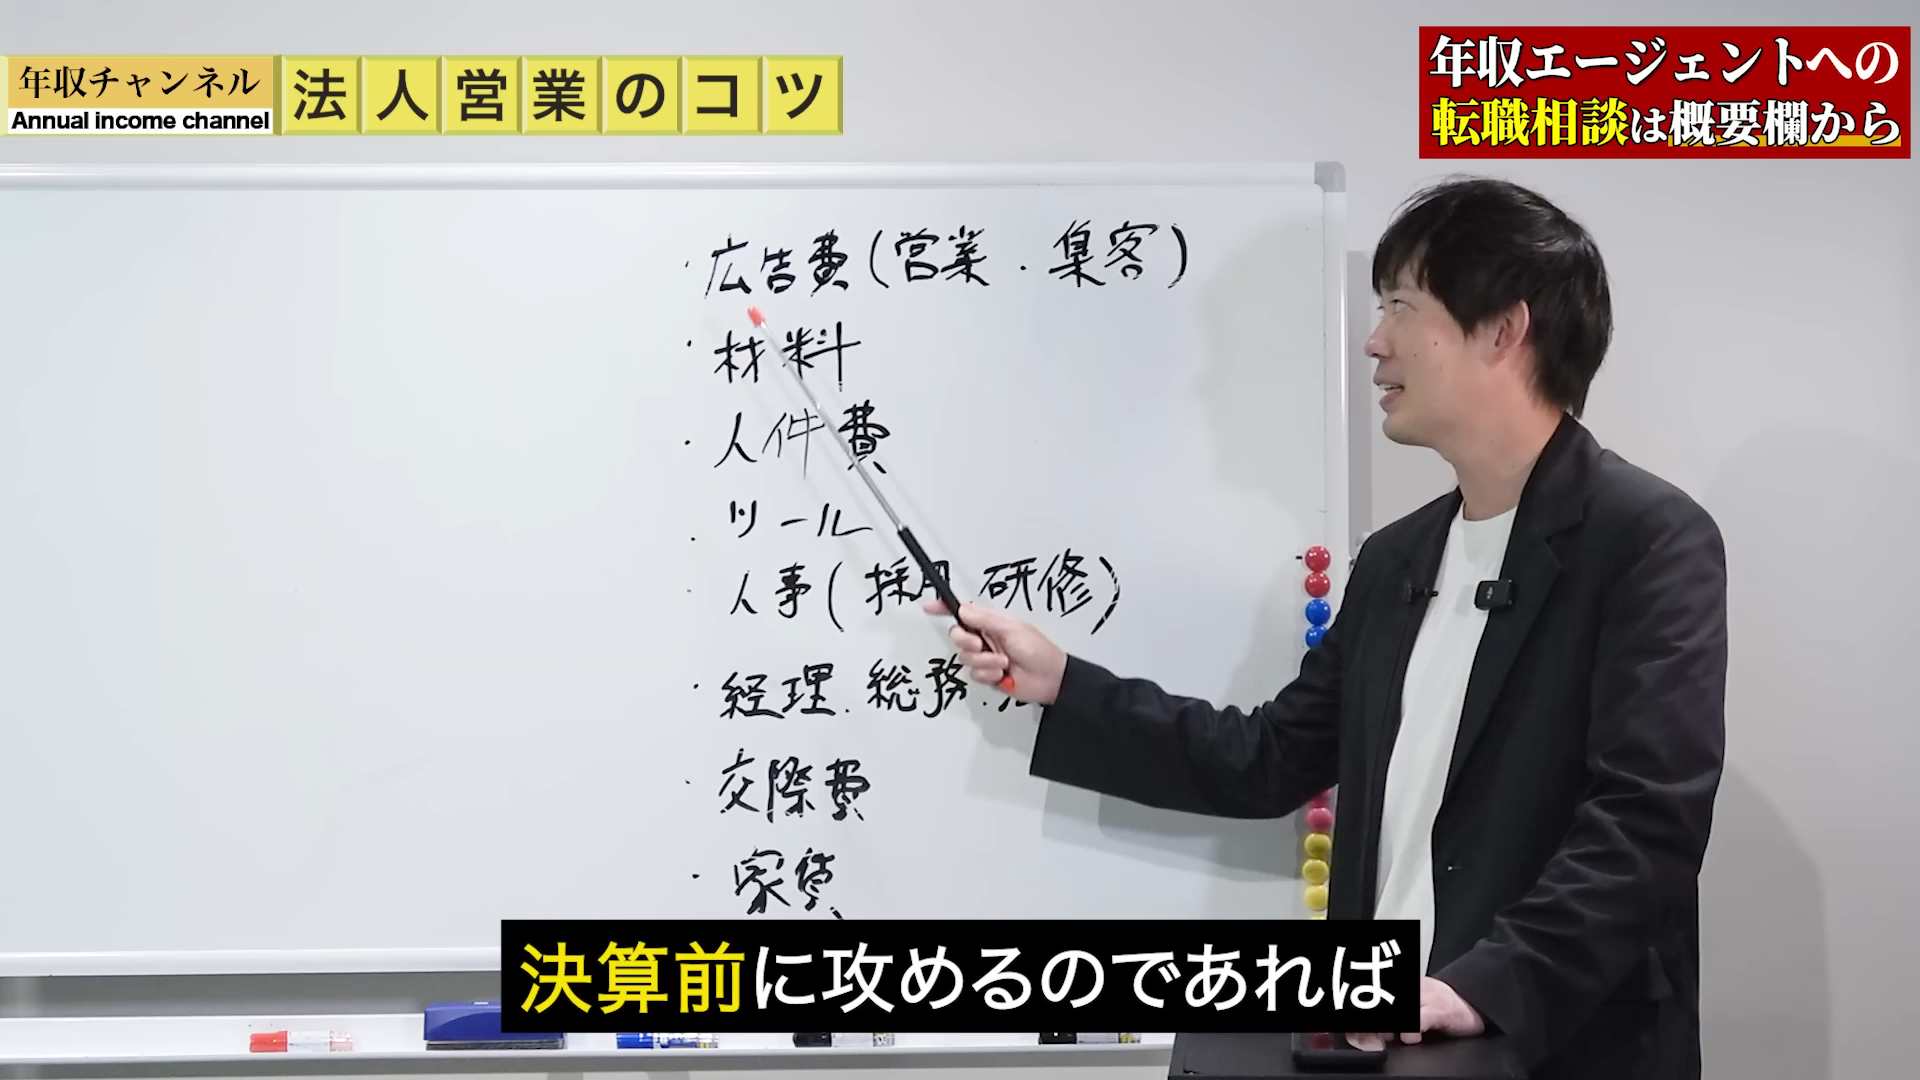 年収チャンネル
Annual income channel
法人営業のコツ
年収エージェントへの
転職相談は概要欄から
・広告費(営業・集客)
・材料
・人件費
・ツール
・人事(採用 研修)
・経理・総務・
・交際費
・家賃
決算前に攻めるのであれば